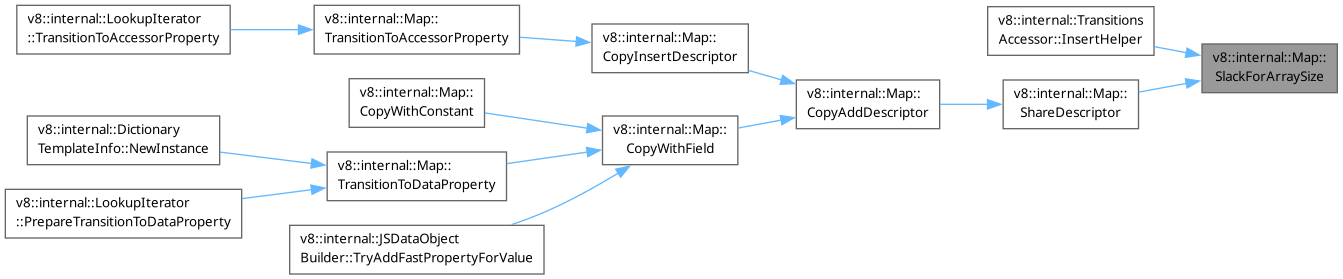 v8::internal::LookupIterator
::TransitionToAccessorProperty
v8::internal::Map::
TransitionToAccessorProperty
v8::internal::Map::
CopyInsertDescriptor
v8::internal::Transitions
Accessor::InsertHelper
v8::internal::Map::
SlackForArraySize
v8::internal::Map::
CopyWithConstant
v8::internal::Map::
CopyAddDescriptor
v8::internal::Map::
ShareDescriptor
v8::internal::Dictionary
TemplateInfo::NewInstance
v8::internal::Map::
CopyWithField
v8::internal::Map::
TransitionToDataProperty
v8::internal::LookupIterator
::PrepareTransitionToDataProperty
v8::internal::JSDataObject
Builder::TryAddFastPropertyForValue